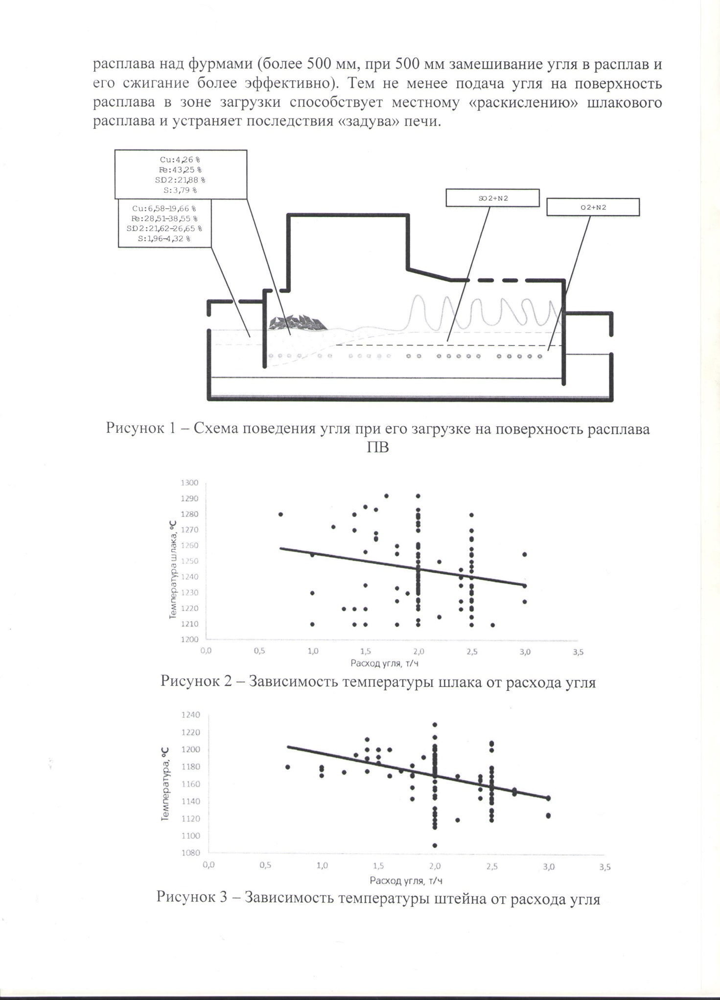 расплава над фурмами (более 500 мм, при 500 мм замешивание угля в расплав и
его сжигание более эффективно). Тем не менее подача угля на поверхность
расплава в зоне загрузки способствует местному «раскислению» шлакового
расплава и устраняет последствия «задува» печи.
Cu:4,26 %
Fe:43,25 %
SiO2:21,88 %
S:3,79 %
Cu:6,58-19,66 %
Fe:28,51-38,55 %
SiO2:21,62-26,65 %
S:1,96-4,32 %
SO2+N2
O2+N2
Рисунок 1 – Схема поведения угля при его загрузке на поверхность расплава
ПВ
1300
1290
1280
1270
1260
1250
1240
1230
1220
1210
1200
Температура шлака, °С
0,0 0,5 1,0 1,5 2,0 2,5 3,0 3,5
Расход угля, т/ч
Рисунок 2 – Зависимость температуры шлака от расхода угля
1240
1220
1200
1180
1160
1140
1120
1100
1080
Температура, °С
0,0 0,5 1,0 1,5 2,0 2,5 3,0 3,5
Расход угля, т/ч
Рисунок 3 – Зависимость температуры штейна от расхода угля